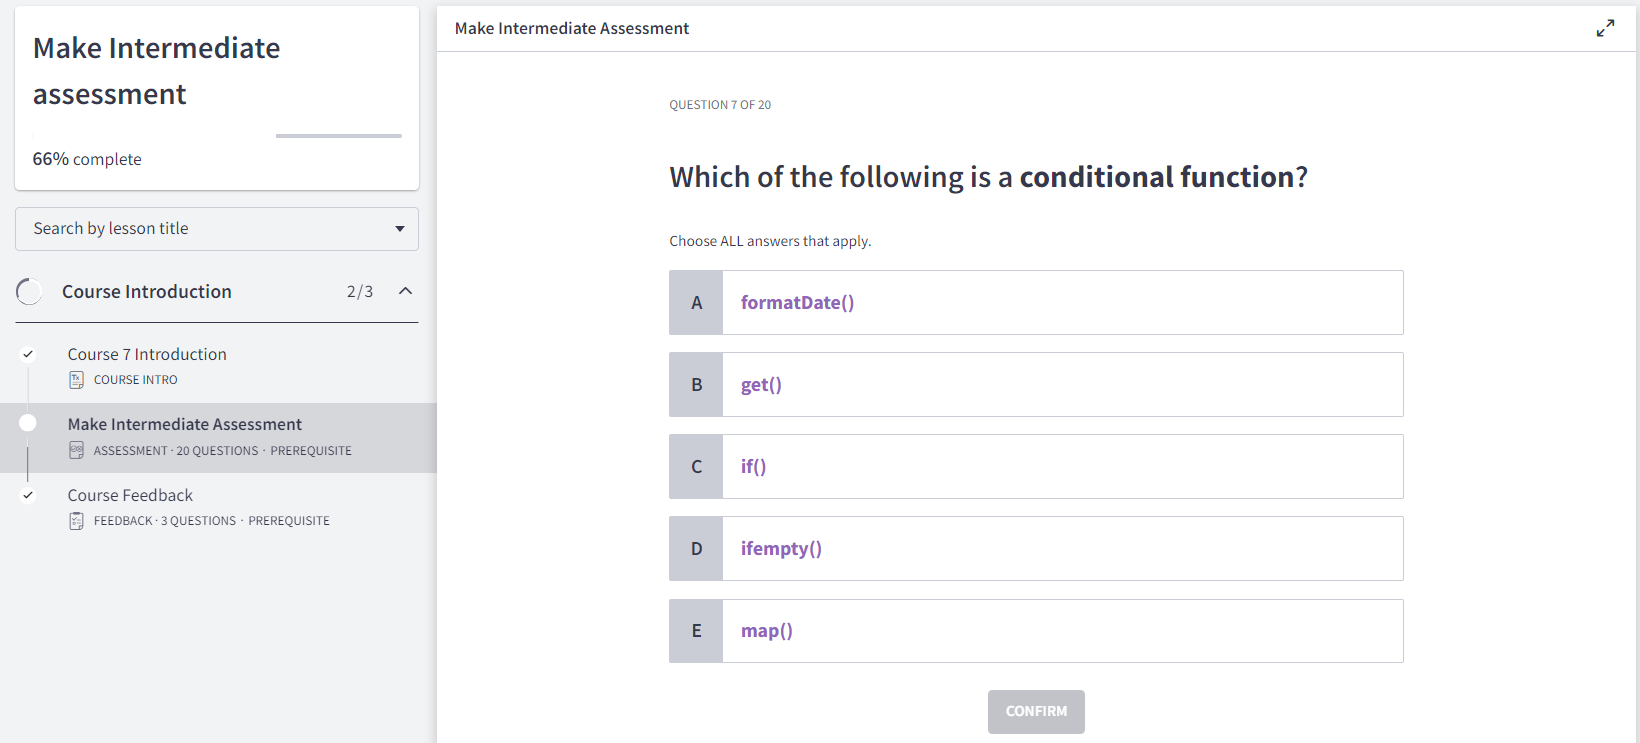 Make Intermediate
assessment
66% complete
Search by lesson title
Course Introduction 2/3
Course 7 Introduction
COURSE INTRO
Make Intermediate Assessment
ASSESSMENT · 20 QUESTIONS · PREREQUISITE
Course Feedback
FEEDBACK · 3 QUESTIONS · PREREQUISITE
Make Intermediate Assessment
QUESTION 7 OF 20
Which of the following is a conditional function?
Choose ALL answers that apply.
A formatDate()
B get()
C if()
D ifempty()
E map()
CONFIRM